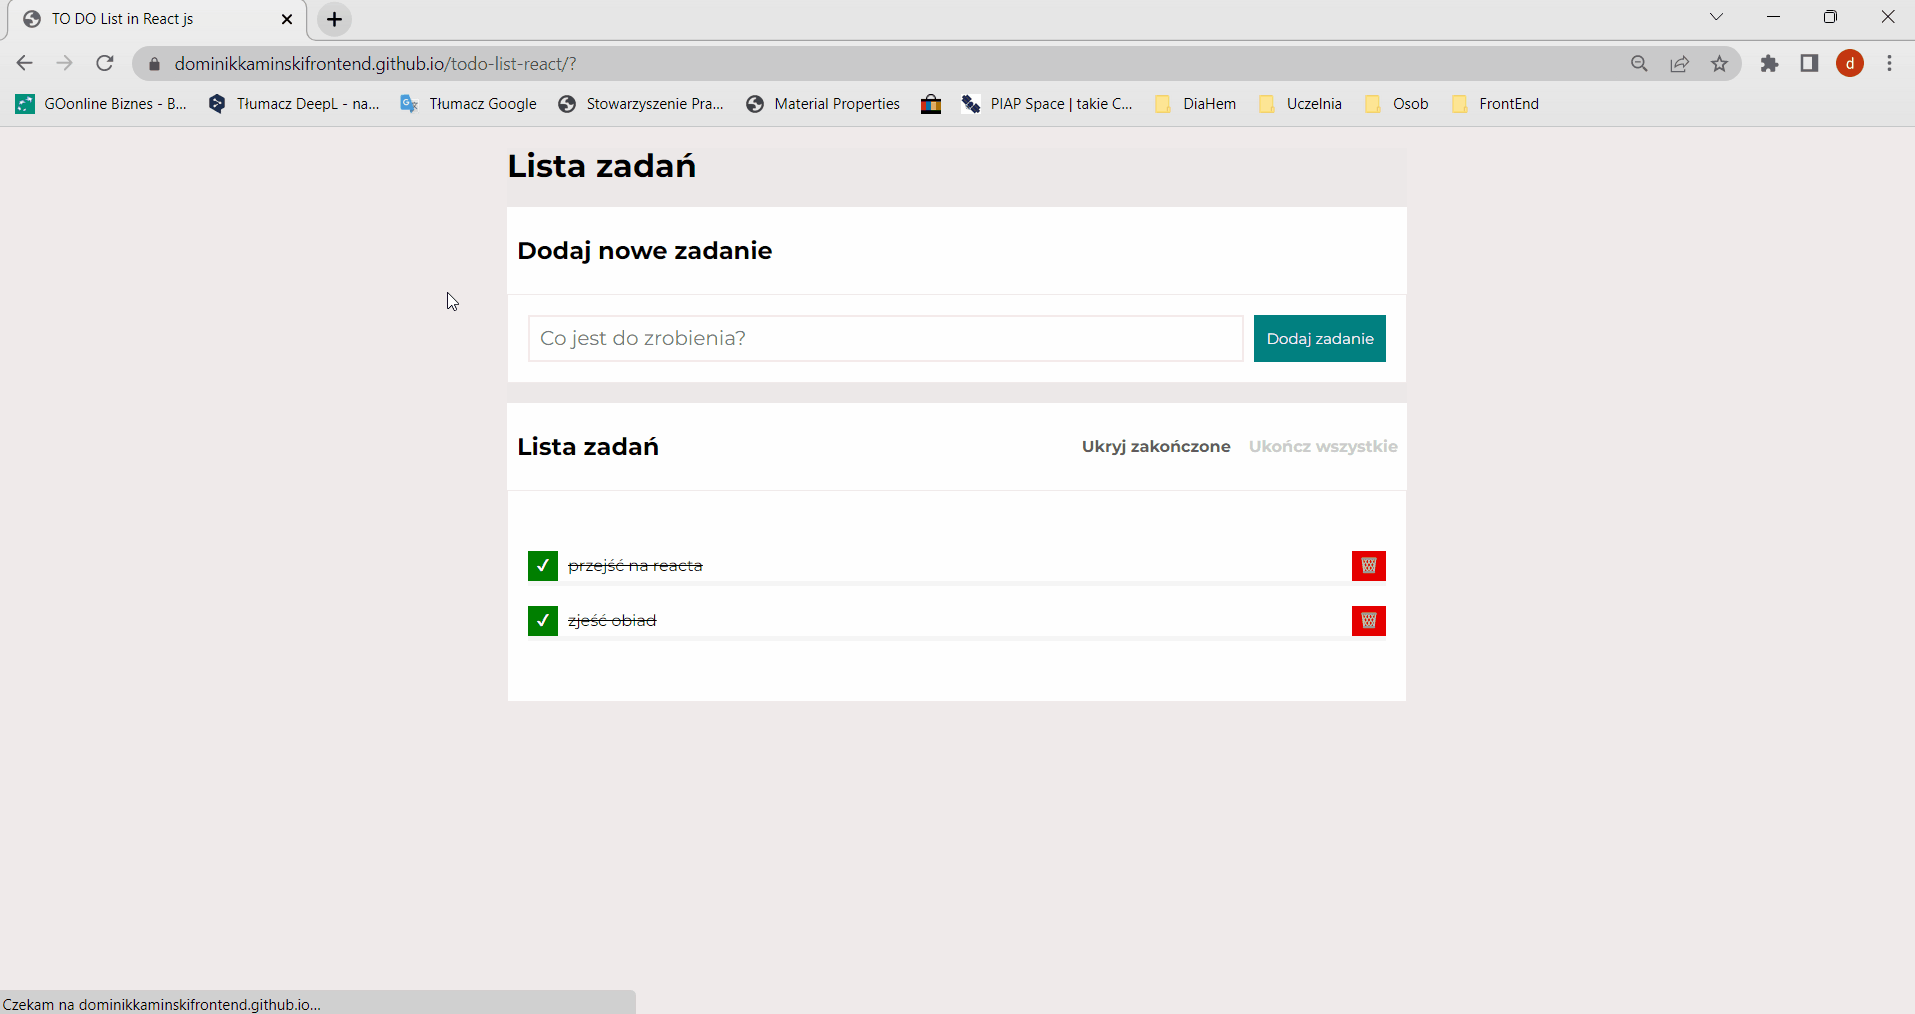 TO DO List in React js
dominikkaminskifrontend.github.io/todo-list-react/?
d
GOonline Biznes - B...
Tłumacz DeepL - na...
Tłumacz Google
Stowarzyszenie Pra...
Material Properties
PIAP Space | takie C...
DiaHem
Uczelnia
Osob
FrontEnd
Lista zadań
Dodaj nowe zadanie
Co jest do zrobienia?
Dodaj zadanie
Lista zadań
Ukryj zakończone
Ukończ wszystkie
przejść na reacta
zjeść obiad
Czekam na dominikkaminskifrontend.github.io...